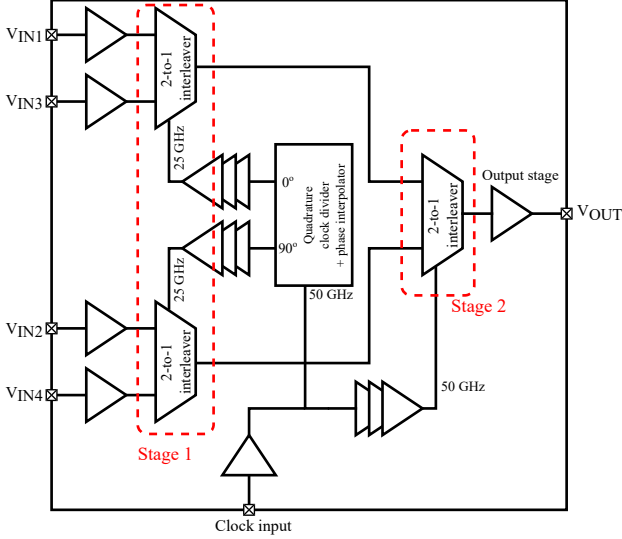 VIN1
VIN3
2-to-1
interleaver
25 GHz
0º
90º
Quadrature
clock divider
+ phase interpolator
25 GHz
VIN2
VIN4
2-to-1
interleaver
Stage 1
50 GHz
2-to-1
interleaver
Stage 2
Output stage
VOUT
50 GHz
Clock input